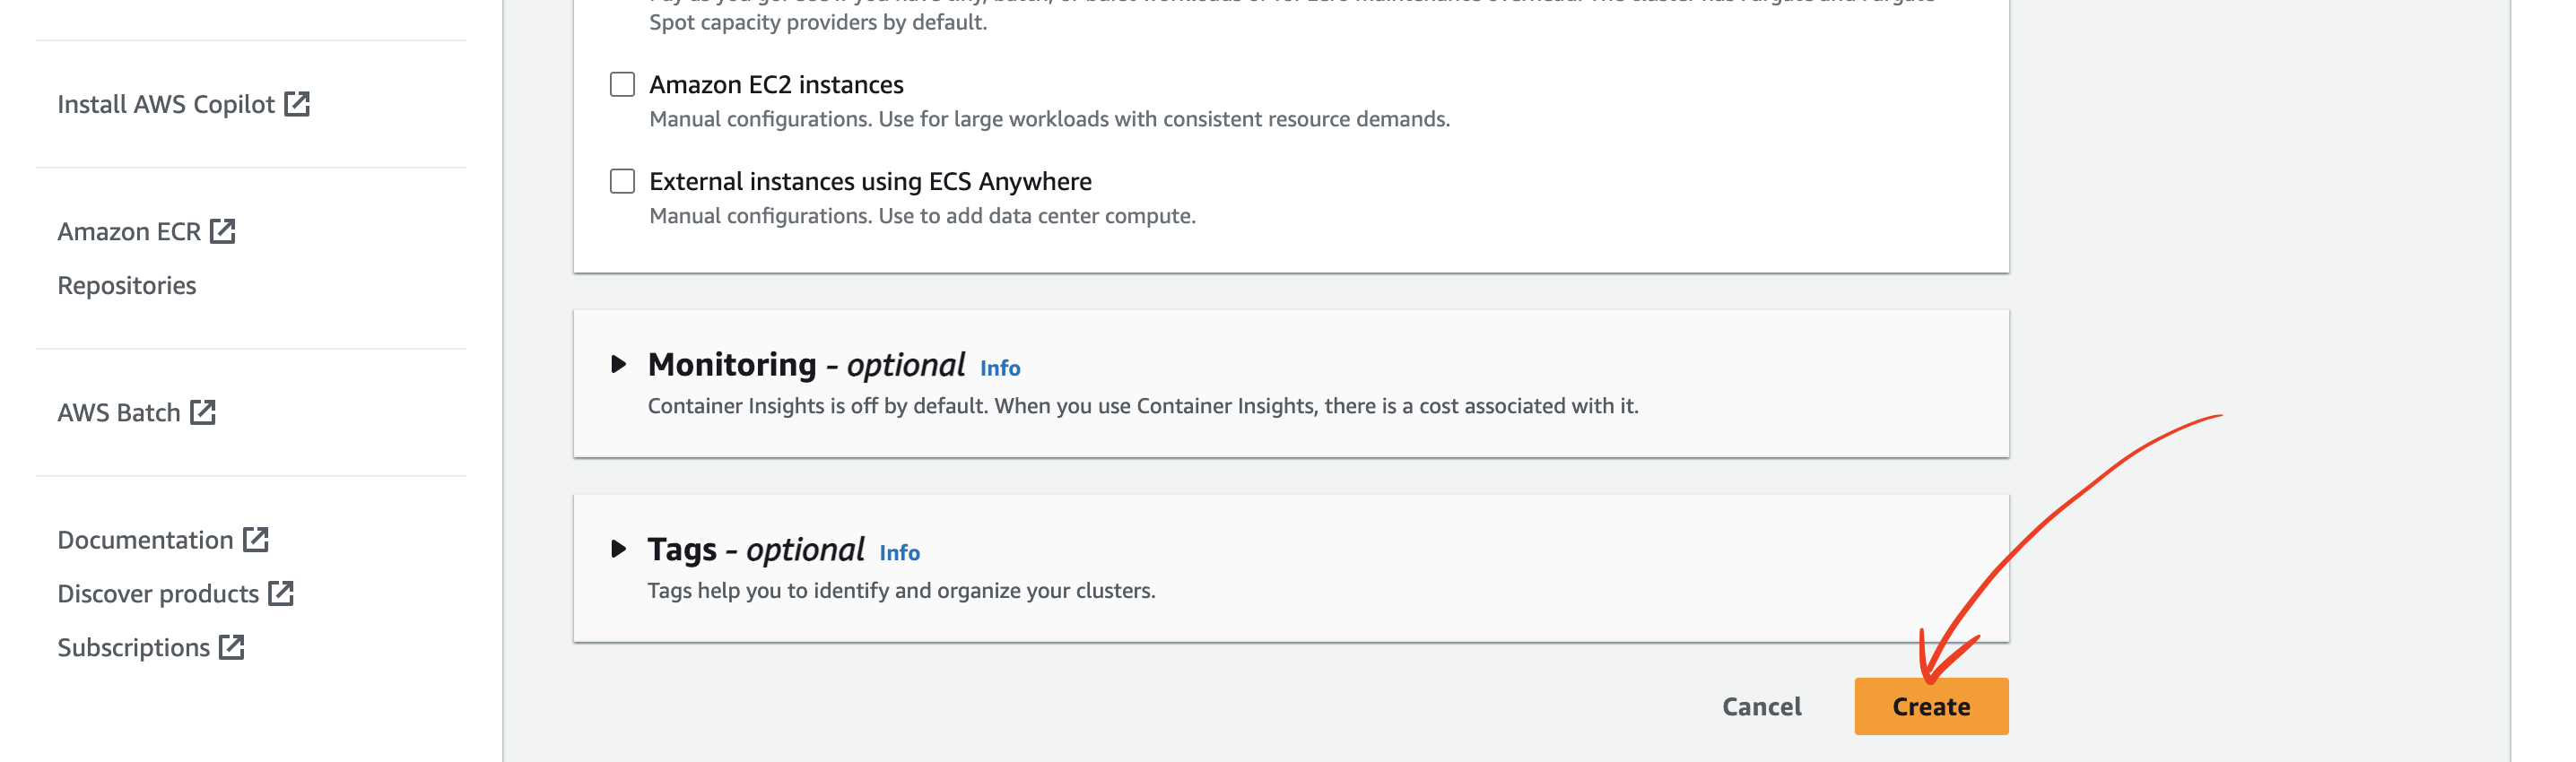 Install AWS Copilot
Amazon ECR
Repositories
AWS Batch
Documentation
Discover products
Subscriptions
Spot capacity providers by default.
Amazon EC2 instances
Manual configurations. Use for large workloads with consistent resource demands.
External instances using ECS Anywhere
Manual configurations. Use to add data center compute.
Monitoring - optional Info
Container Insights is off by default. When you use Container Insights, there is a cost associated with it.
Tags - optional Info
Tags help you to identify and organize your clusters.
Cancel Create